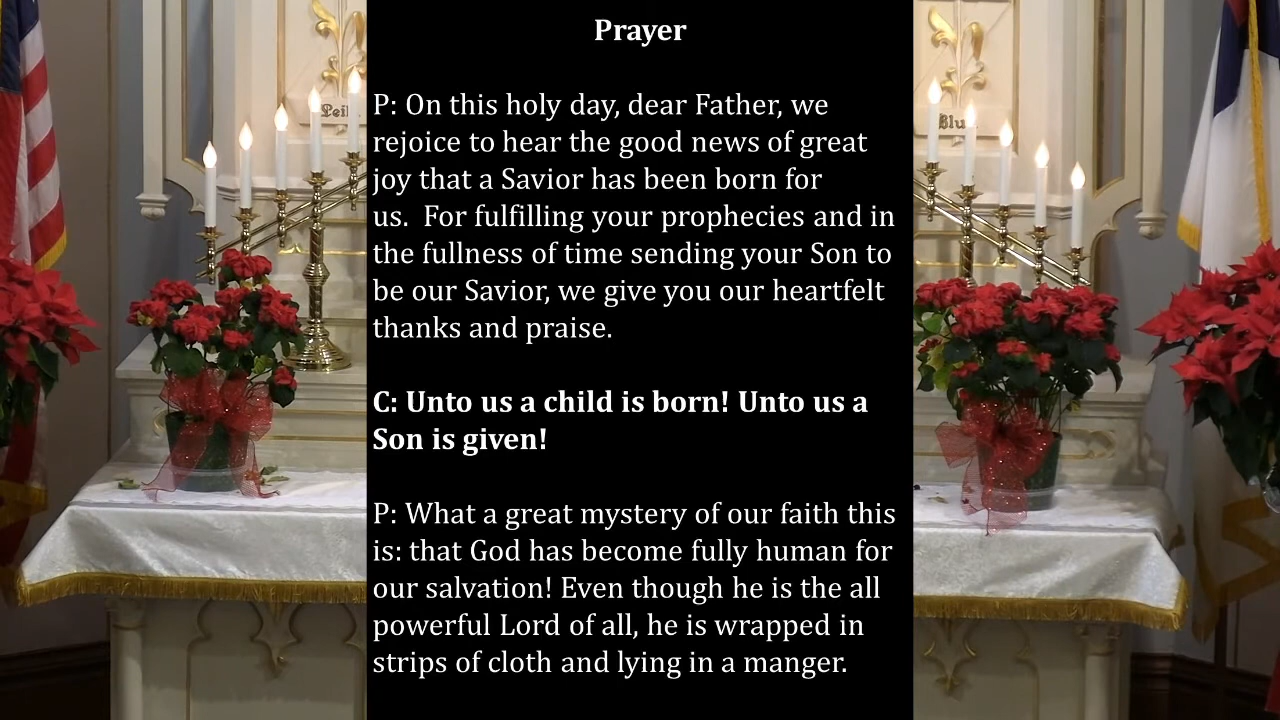 Prayer
P: On this holy day, dear Father, we
rejoice to hear the good news of great
joy that a Savior has been born for
us.  For fulfilling your prophecies and in
the fullness of time sending your Son to
be our Savior, we give you our heartfelt
thanks and praise.
C: Unto us a child is born! Unto us a
Son is given!
P: What a great mystery of our faith this
is: that God has become fully human for
our salvation! Even though he is the all
powerful Lord of all, he is wrapped in
strips of cloth and lying in a manger.